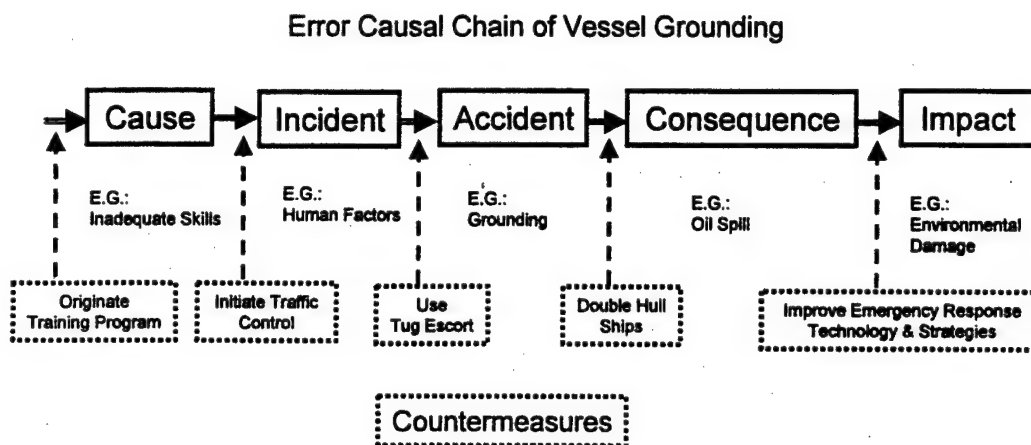 Error Causal Chain of Vessel Grounding
Cause
Incident
Accident
Consequence
Impact
E.G.:
Inadequate Skills
E.G.:
Human Factors
E.G.:
Grounding
E.G.:
Oil Spill
E.G.:
Environmental
Damage
Originate
Training Program
Initiate Traffic
Control
Use
Tug Escort
Double Hull
Ships
Improve Emergency Response
Technology & Strategies
Countermeasures